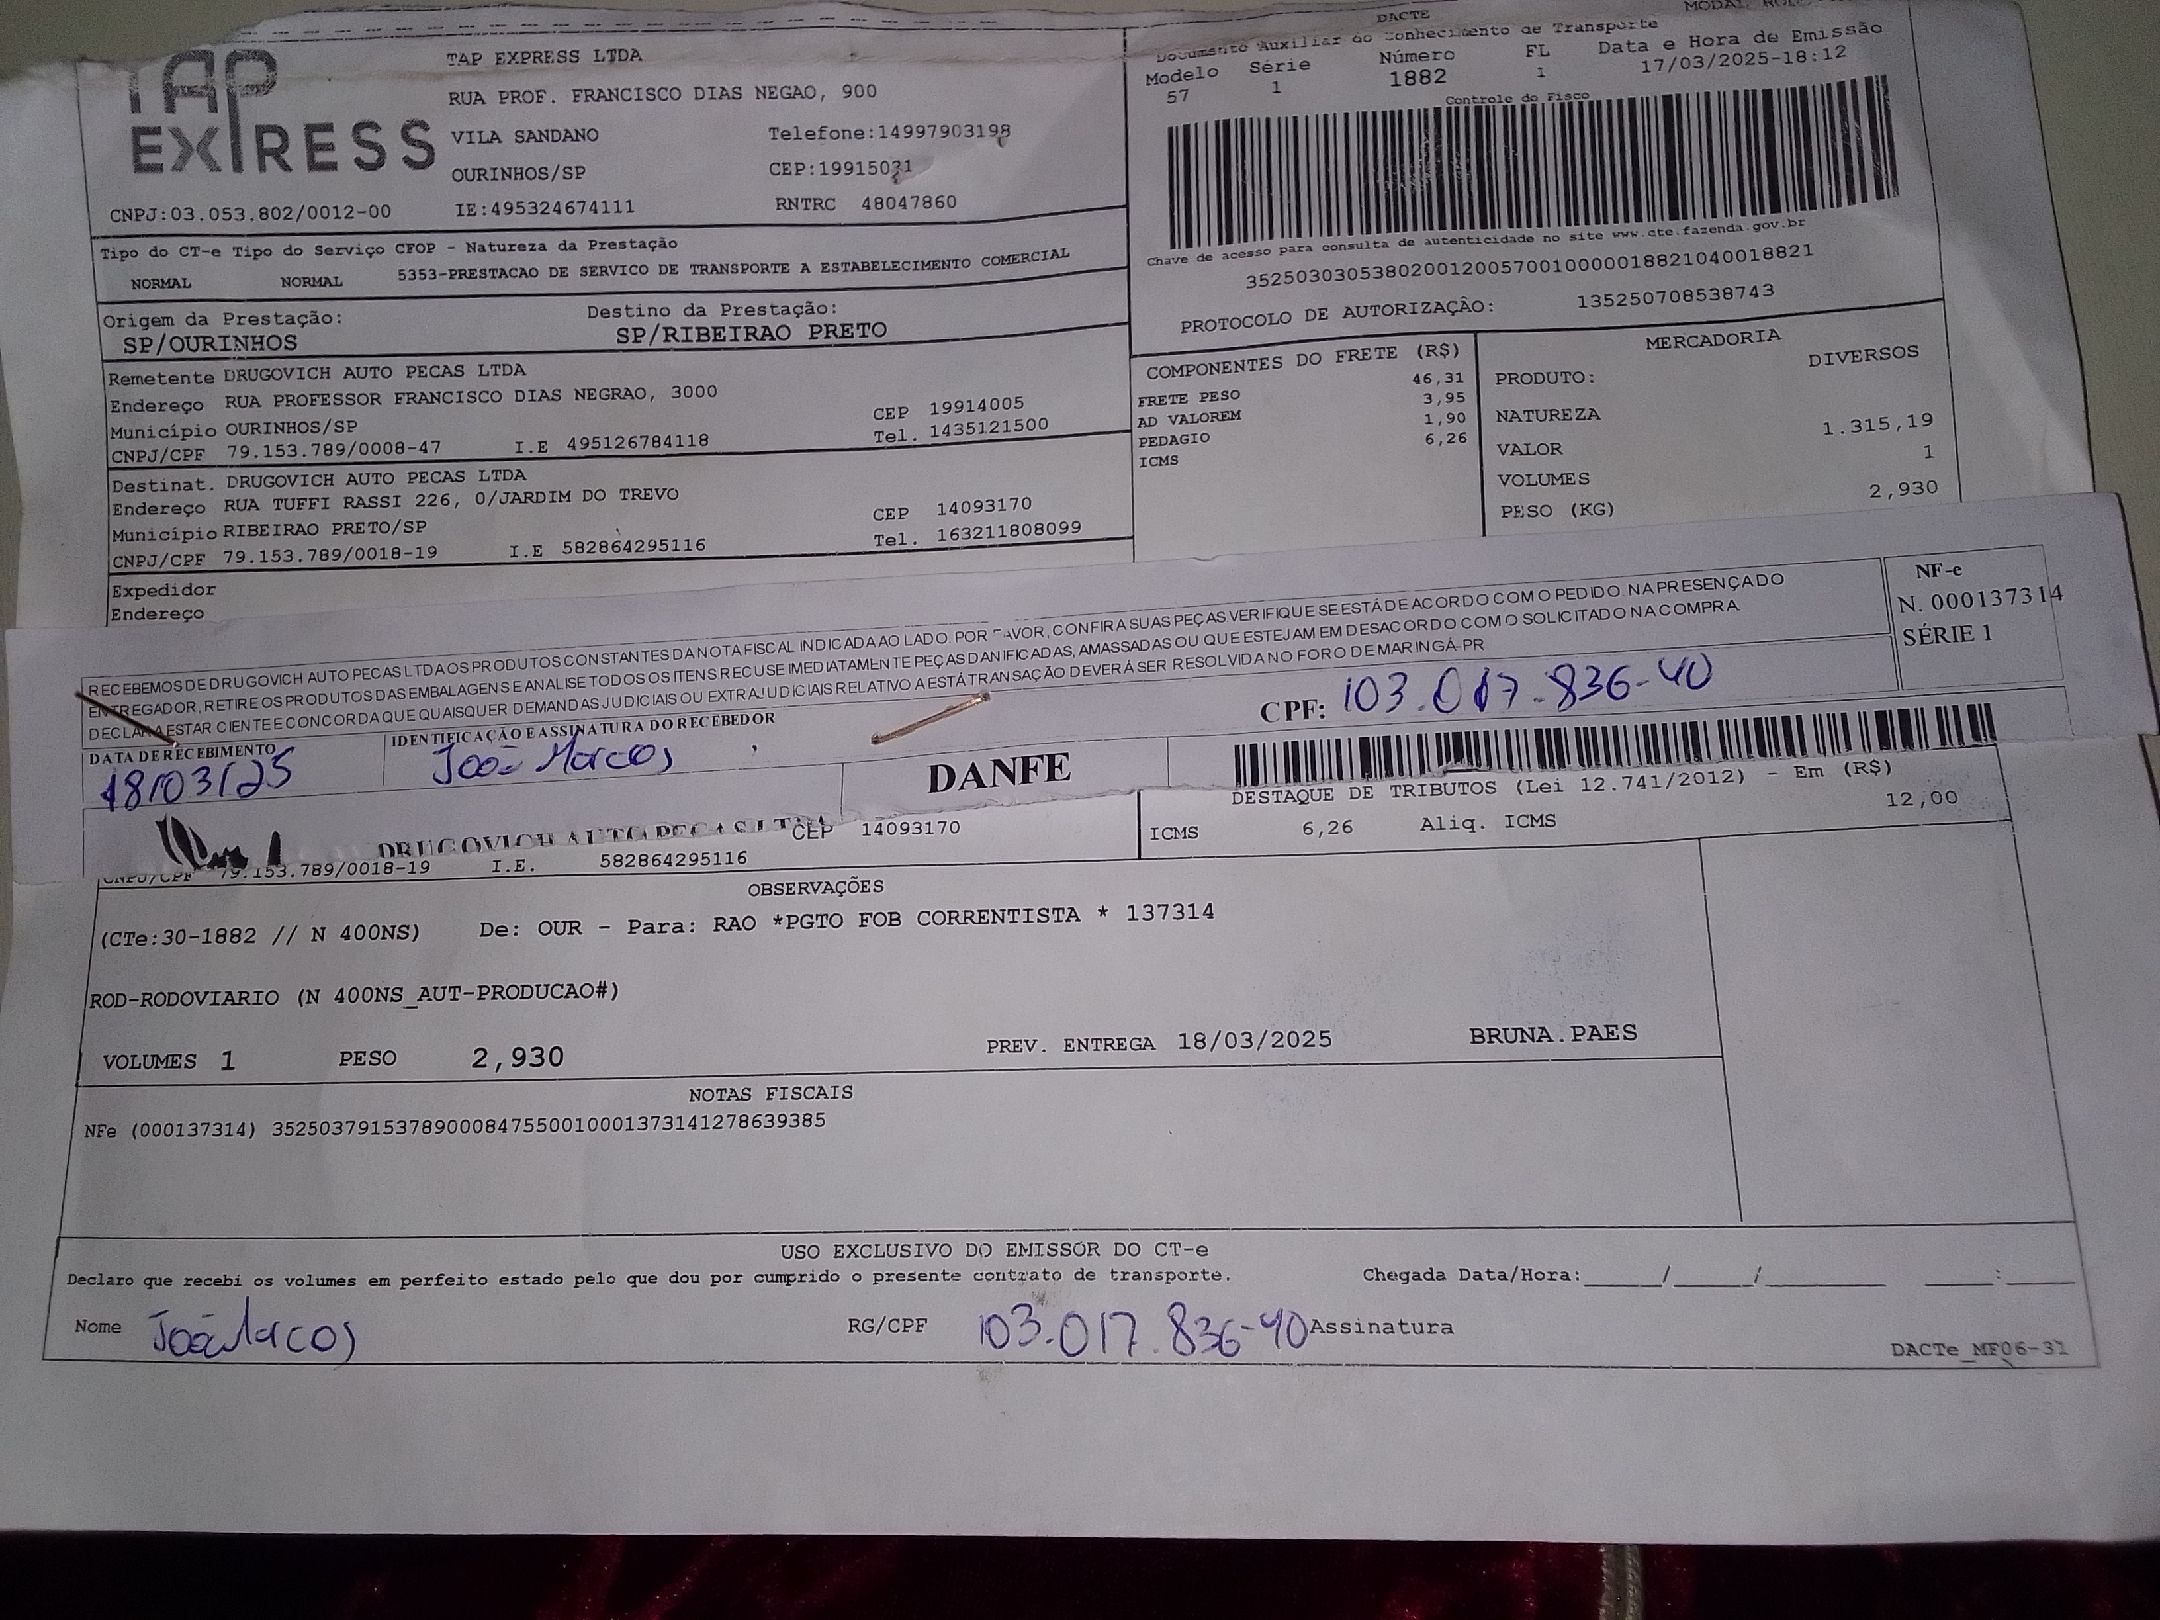 TAP
EXPRESS
TAP EXPRESS LTDA
RUA PROF. FRANCISCO DIAS NEGAO, 900
VILA SANDANO Telefone:14997903198
OURINHOS/SP CEP:19915031
CNPJ:03.053.802/0012-00 IE:495324674111 RNTRC 48047860
DACTE
Documento Auxiliar do Conhecimento de Transporte
Modelo Série Número FL Data e Hora de Emissão
57 1 1882 1 17/03/2025-18:12
Controle do Fisco
Chave de acesso para consulta de autenticidade no site www.cte.fazenda.gov.br
35250303053802001200570010000018821040018821
PROTOCOLO DE AUTORIZAÇÃO: 135250708538743
Tipo do CT-e Tipo do Serviço CFOP - Natureza da Prestação
NORMAL NORMAL 5353-PRESTACAO DE SERVICO DE TRANSPORTE A ESTABELECIMENTO COMERCIAL
Origem da Prestação: Destino da Prestação:
SP/OURINHOS SP/RIBEIRAO PRETO
Remetente DRUGOVICH AUTO PECAS LTDA
Endereço RUA PROFESSOR FRANCISCO DIAS NEGRAO, 3000
Município OURINHOS/SP CEP 19914005
CNPJ/CPF 79.153.789/0008-47 I.E 495126784118 Tel. 1435121500
Destinat. DRUGOVICH AUTO PECAS LTDA
Endereço RUA TUFFI RASSI 226, 0/JARDIM DO TREVO
Município RIBEIRAO PRETO/SP CEP 14093170
CNPJ/CPF 79.153.789/0018-19 I.E 582864295116 Tel. 163211808099
Expedidor
Endereço
COMPONENTES DO FRETE (R$)
FRETE PESO 46,31
AD VALOREM 3,95
PEDAGIO 1,90
ICMS 6,26
MERCADORIA
PRODUTO: DIVERSOS
NATUREZA
VALOR 1.315,19
VOLUMES 1
PESO (KG) 2,930
RECEBEMOS DE DRUGOVICH AUTO PECAS LTDA OS PRODUTOS CONSTANTES DA NOTA FISCAL INDICADA AO LADO. POR FAVOR, CONFIRA SUAS PEÇAS. VERIFIQUE SE ESTÁ DE ACORDO COM O PEDIDO. NA PRESENÇA DO
ENTREGADOR, RETIRE OS PRODUTOS DAS EMBALAGENS E ANALISE TODOS OS ITENS RECUSE IMEDIATAMENTE PEÇAS DANIFICADAS, AMASSADAS OU QUE ESTEJAM EM DESACORDO COM O SOLICITADO NA COMPRA.
DECLARA ESTAR CIENTE E CONCORDA QUE QUAISQUER DEMANDAS JUDICIAIS OU EXTRAJUDICIAIS RELATIVO A ESTÁ TRANSAÇÃO DEVERÁ SER RESOLVIDA NO FORO DE MARINGÁ-PR
NF-e
N. 000137314
SÉRIE 1
DATA DE RECEBIMENTO IDENTIFICAÇÃO E ASSINATURA DO RECEBEDOR CPF: 103.017.836-40
18/03/25 João Marcos
DANFE
DRUGOVICH AUTO PEÇAS LTDA
CEP 14093170
CNPJ/CPF 79.153.789/0018-19 I.E. 582864295116
DESTAQUE DE TRIBUTOS (Lei 12.741/2012) - Em (R$)
ICMS 6,26 Aliq. ICMS 12,00
OBSERVAÇÕES
(CTe:30-1882 // N 400NS) De: OUR - Para: RAO *PGTO FOB CORRENTISTA * 137314
ROD-RODOVIARIO (N 400NS_AUT-PRODUCAO#)
VOLUMES 1 PESO 2,930 PREV. ENTREGA 18/03/2025 BRUNA.PAES
NOTAS FISCAIS
NFe (000137314) 35250379153789000847550010001373141278639385
USO EXCLUSIVO DO EMISSOR DO CT-e
Declaro que recebi os volumes em perfeito estado pelo que dou por cumprido o presente contrato de transporte. Chegada Data/Hora:_____/_____/_______ ____:____
Nome João Marcos RG/CPF 103.017.836-40 Assinatura
DACTe_MF06-31